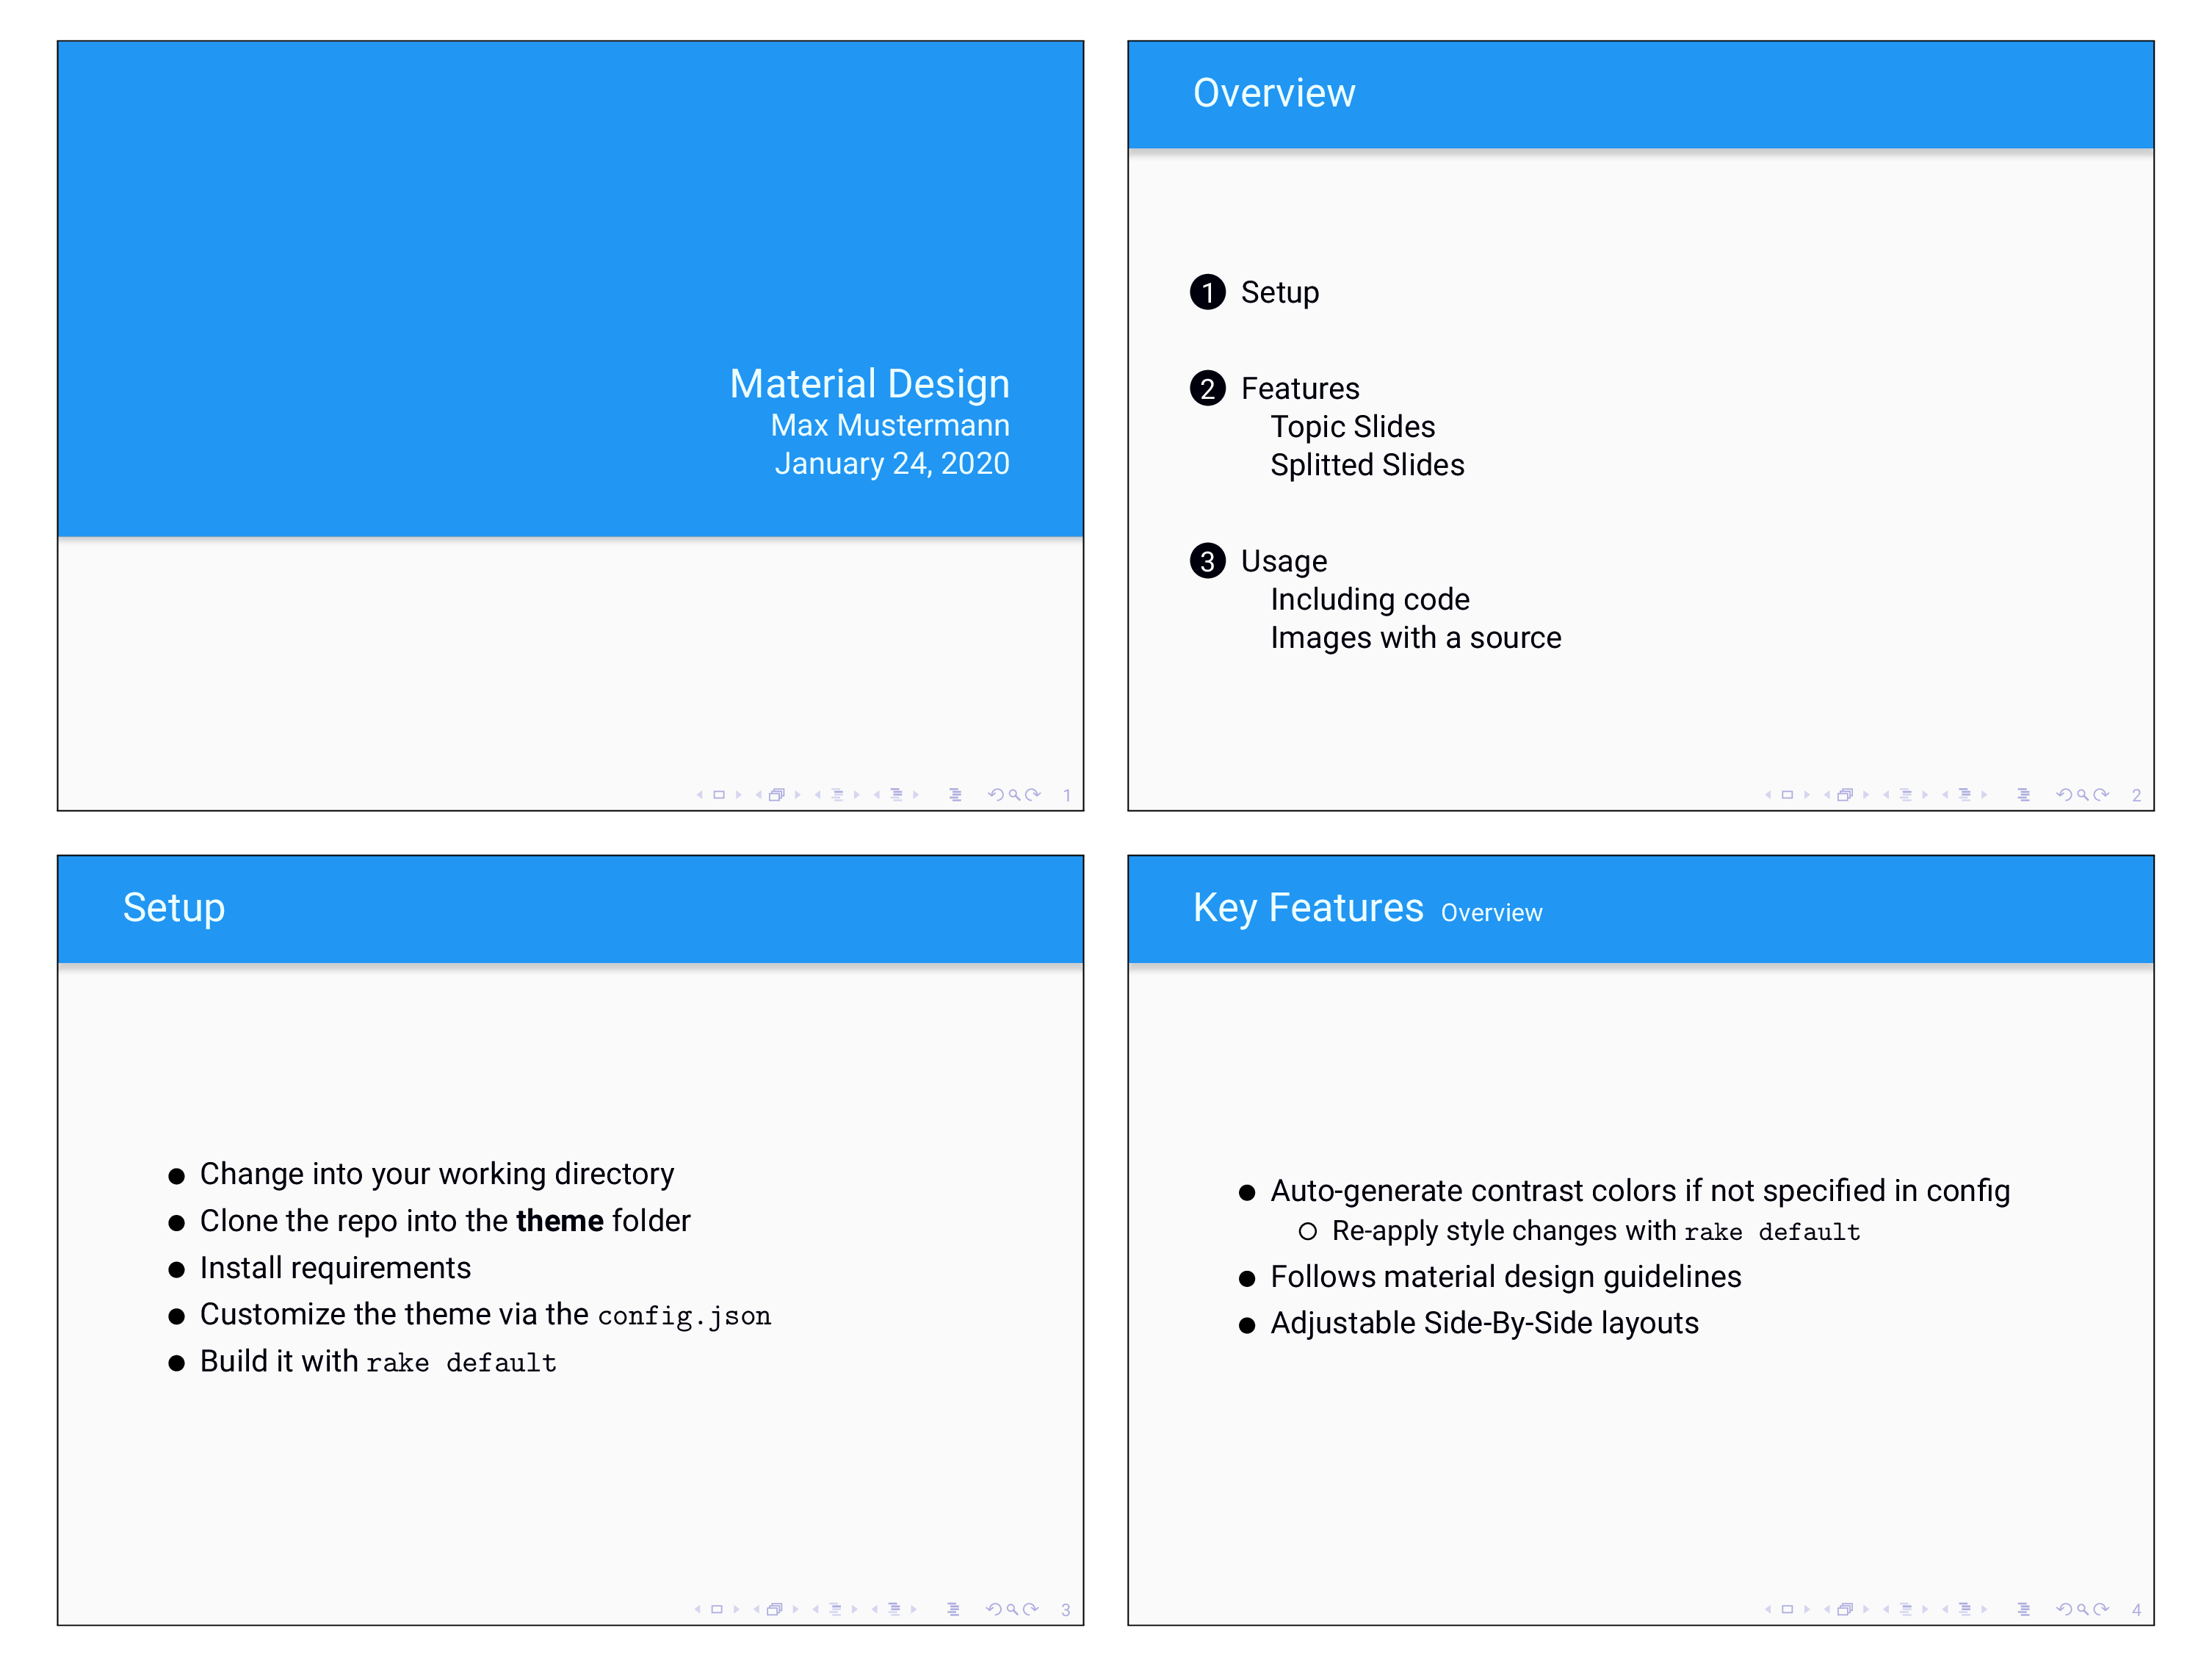 Material Design
Max Mustermann
January 24, 2020
1
Overview
1 Setup
2 Features
Topic Slides
Splitted Slides
3 Usage
Including code
Images with a source
2
Setup
Change into your working directory
Clone the repo into the theme folder
Install requirements
Customize the theme via the config.json
Build it with rake default
3
Key Features Overview
Auto-generate contrast colors if not specified in config
Re-apply style changes with rake default
Follows material design guidelines
Adjustable Side-By-Side layouts
4